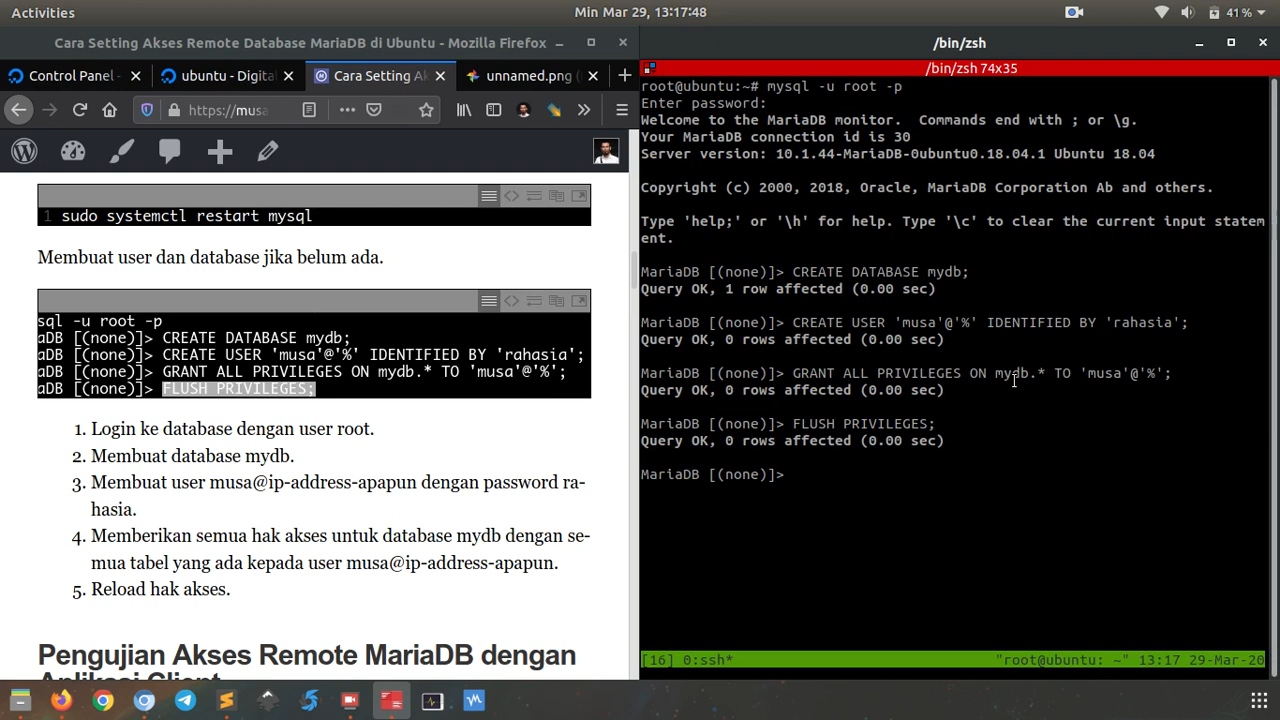 Activities
Min Mar 29, 13:17:48
41%
Cara Setting Akses Remote Database MariaDB di Ubuntu - Mozilla Firefox
Control Panel -
ubuntu - Digital
Cara Setting Ak
unnamed.png (
https://musa
1 sudo systemctl restart mysql
Membuat user dan database jika belum ada.
sql -u root -p
aDB [(none)]> CREATE DATABASE mydb;
aDB [(none)]> CREATE USER 'musa'@'%' IDENTIFIED BY 'rahasia';
aDB [(none)]> GRANT ALL PRIVILEGES ON mydb.* TO 'musa'@'%';
aDB [(none)]> FLUSH PRIVILEGES;
1. Login ke database dengan user root.
2. Membuat database mydb.
3. Membuat user musa@ip-address-apapun dengan password ra-
hasia.
4. Memberikan semua hak akses untuk database mydb dengan se-
mua tabel yang ada kepada user musa@ip-address-apapun.
5. Reload hak akses.
Pengujian Akses Remote MariaDB dengan
Aplikasi Client
/bin/zsh
/bin/zsh 74x35
root@ubuntu:~# mysql -u root -p
Enter password:
Welcome to the MariaDB monitor.  Commands end with ; or \g.
Your MariaDB connection id is 30
Server version: 10.1.44-MariaDB-0ubuntu0.18.04.1 Ubuntu 18.04
Copyright (c) 2000, 2018, Oracle, MariaDB Corporation Ab and others.
Type 'help;' or '\h' for help. Type '\c' to clear the current input statem
ent.
MariaDB [(none)]> CREATE DATABASE mydb;
Query OK, 1 row affected (0.00 sec)
MariaDB [(none)]> CREATE USER 'musa'@'%' IDENTIFIED BY 'rahasia';
Query OK, 0 rows affected (0.00 sec)
MariaDB [(none)]> GRANT ALL PRIVILEGES ON mydb.* TO 'musa'@'%';
Query OK, 0 rows affected (0.00 sec)
MariaDB [(none)]> FLUSH PRIVILEGES;
Query OK, 0 rows affected (0.00 sec)
MariaDB [(none)]>
[16] 0:ssh*
"root@ubuntu: ~" 13:17 29-Mar-20